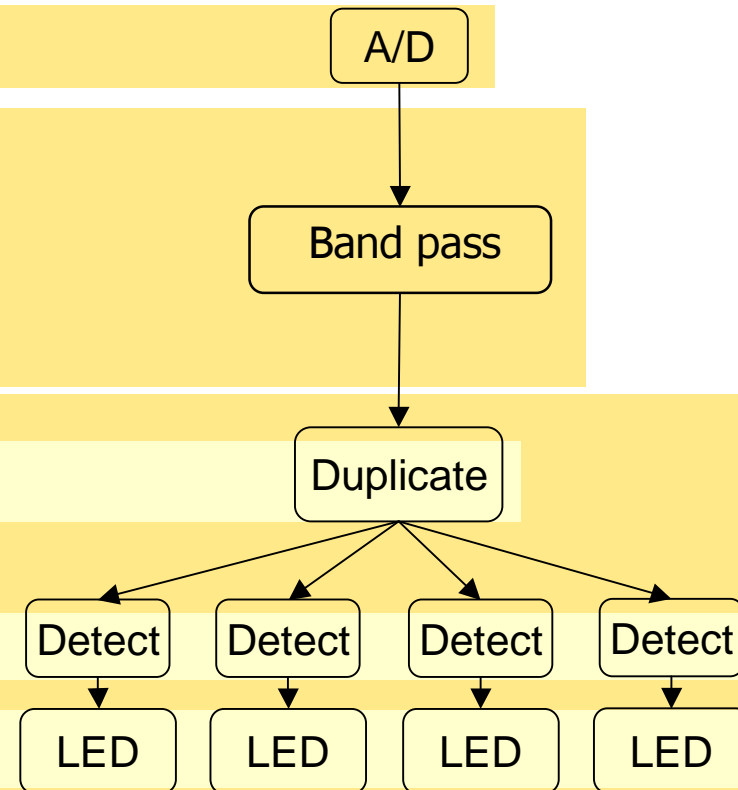 A/D
Band pass
Duplicate
Detect Detect Detect Detect
LED LED LED LED